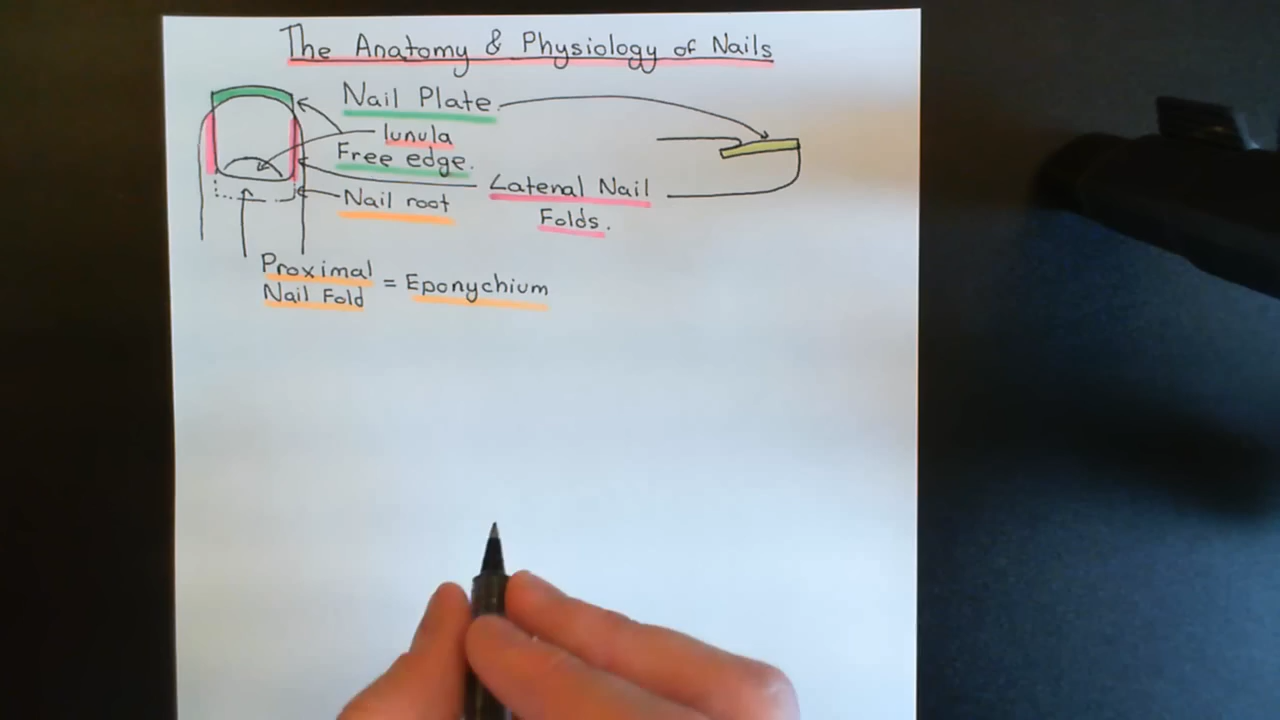 The Anatomy & Physiology of Nails
Nail Plate
lunula
Free edge.
Lateral Nail
Folds.
Nail root
Proximal
Nail Fold
= Eponychium